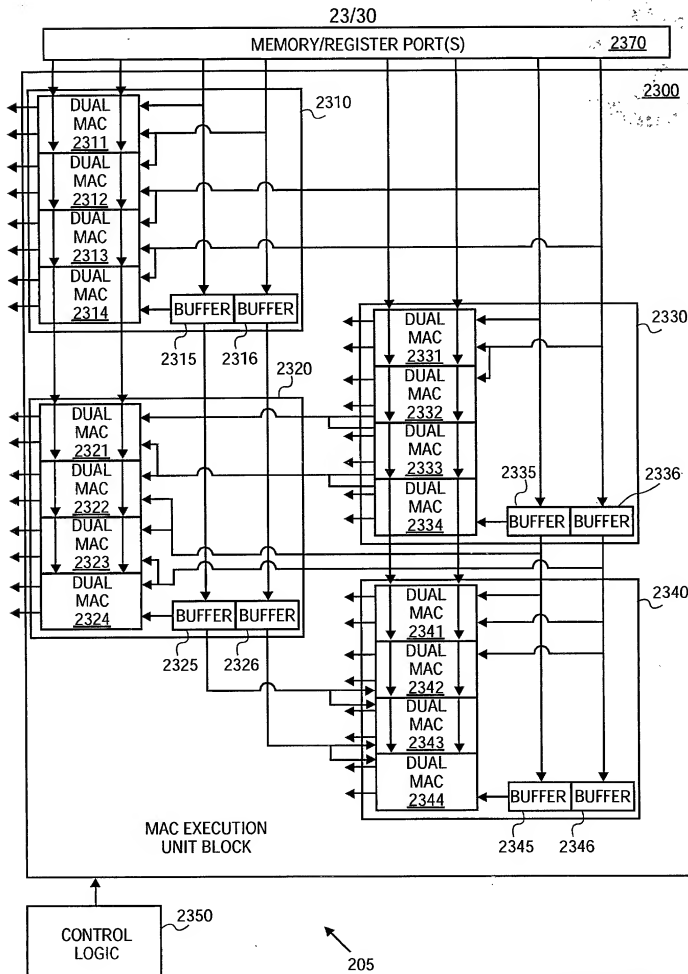 23/30
MEMORY/REGISTER PORT(S) 2370
2300
2310
DUAL
MAC
2311
DUAL
MAC
2312
DUAL
MAC
2313
DUAL
MAC
2314
BUFFER BUFFER
2315 2316
2330
DUAL
MAC
2331
DUAL
MAC
2332
DUAL
MAC
2333
DUAL
MAC
2334
2335
2336
BUFFER BUFFER
2320
DUAL
MAC
2321
DUAL
MAC
2322
DUAL
MAC
2323
DUAL
MAC
2324
BUFFER BUFFER
2325 2326
2340
DUAL
MAC
2341
DUAL
MAC
2342
DUAL
MAC
2343
DUAL
MAC
2344
BUFFER BUFFER
2345 2346
MAC EXECUTION
UNIT BLOCK
2350
CONTROL
LOGIC
205